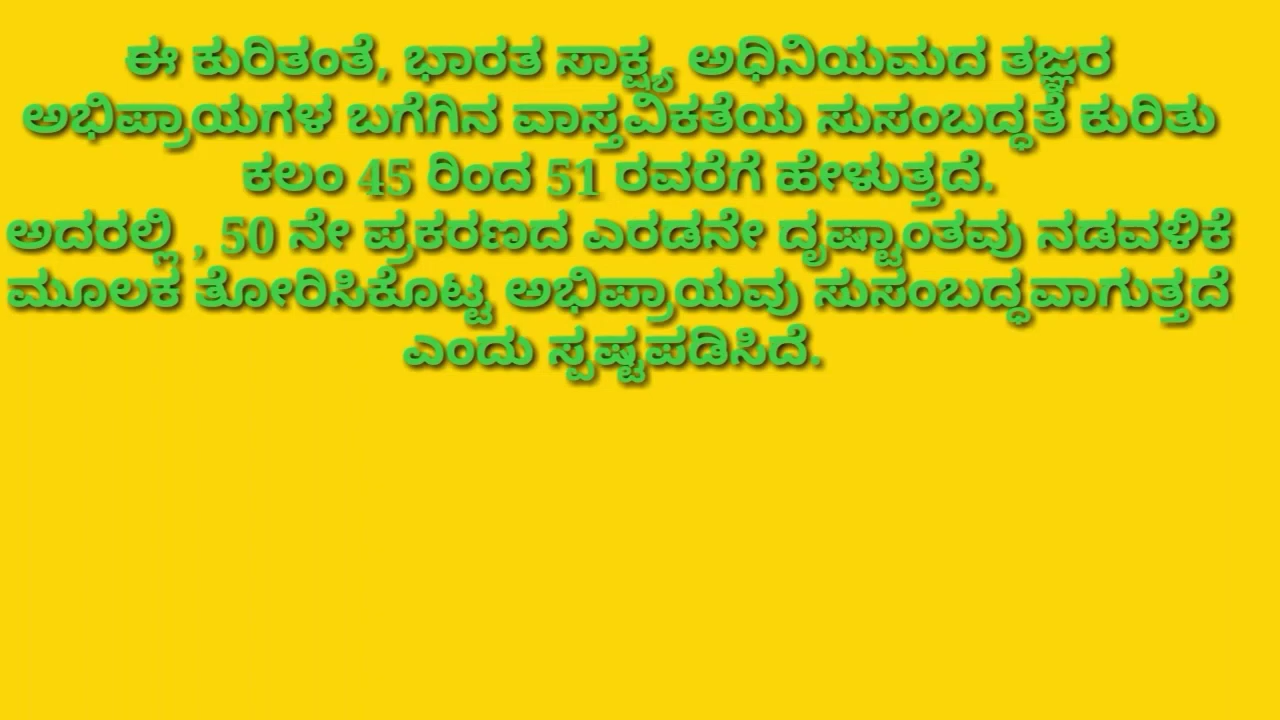 ಈ ಕುರಿತಂತೆ, ಭಾರತ ಸಾಕ್ಷ್ಯ ಅಧಿನಿಯಮದ ತಜ್ಞರ
ಅಭಿಪ್ರಾಯಗಳ ಬಗೆಗಿನ ವಾಸ್ತವಿಕತೆಯ ಸುಸಂಬದ್ಧತೆ ಕುರಿತು
ಕಲಂ 45 ರಿಂದ 51 ರವರೆಗೆ ಹೇಳುತ್ತದೆ.
ಅದರಲ್ಲಿ , 50 ನೇ ಪ್ರಕರಣದ ಎರಡನೇ ದೃಷ್ಟಾಂತವು ನಡವಳಿಕೆ
ಮೂಲಕ ತೋರಿಸಿಕೊಟ್ಟ ಅಭಿಪ್ರಾಯವು ಸುಸಂಬದ್ಧವಾಗುತ್ತದೆ
ಎಂದು ಸ್ಪಷ್ಟಪಡಿಸಿದೆ.